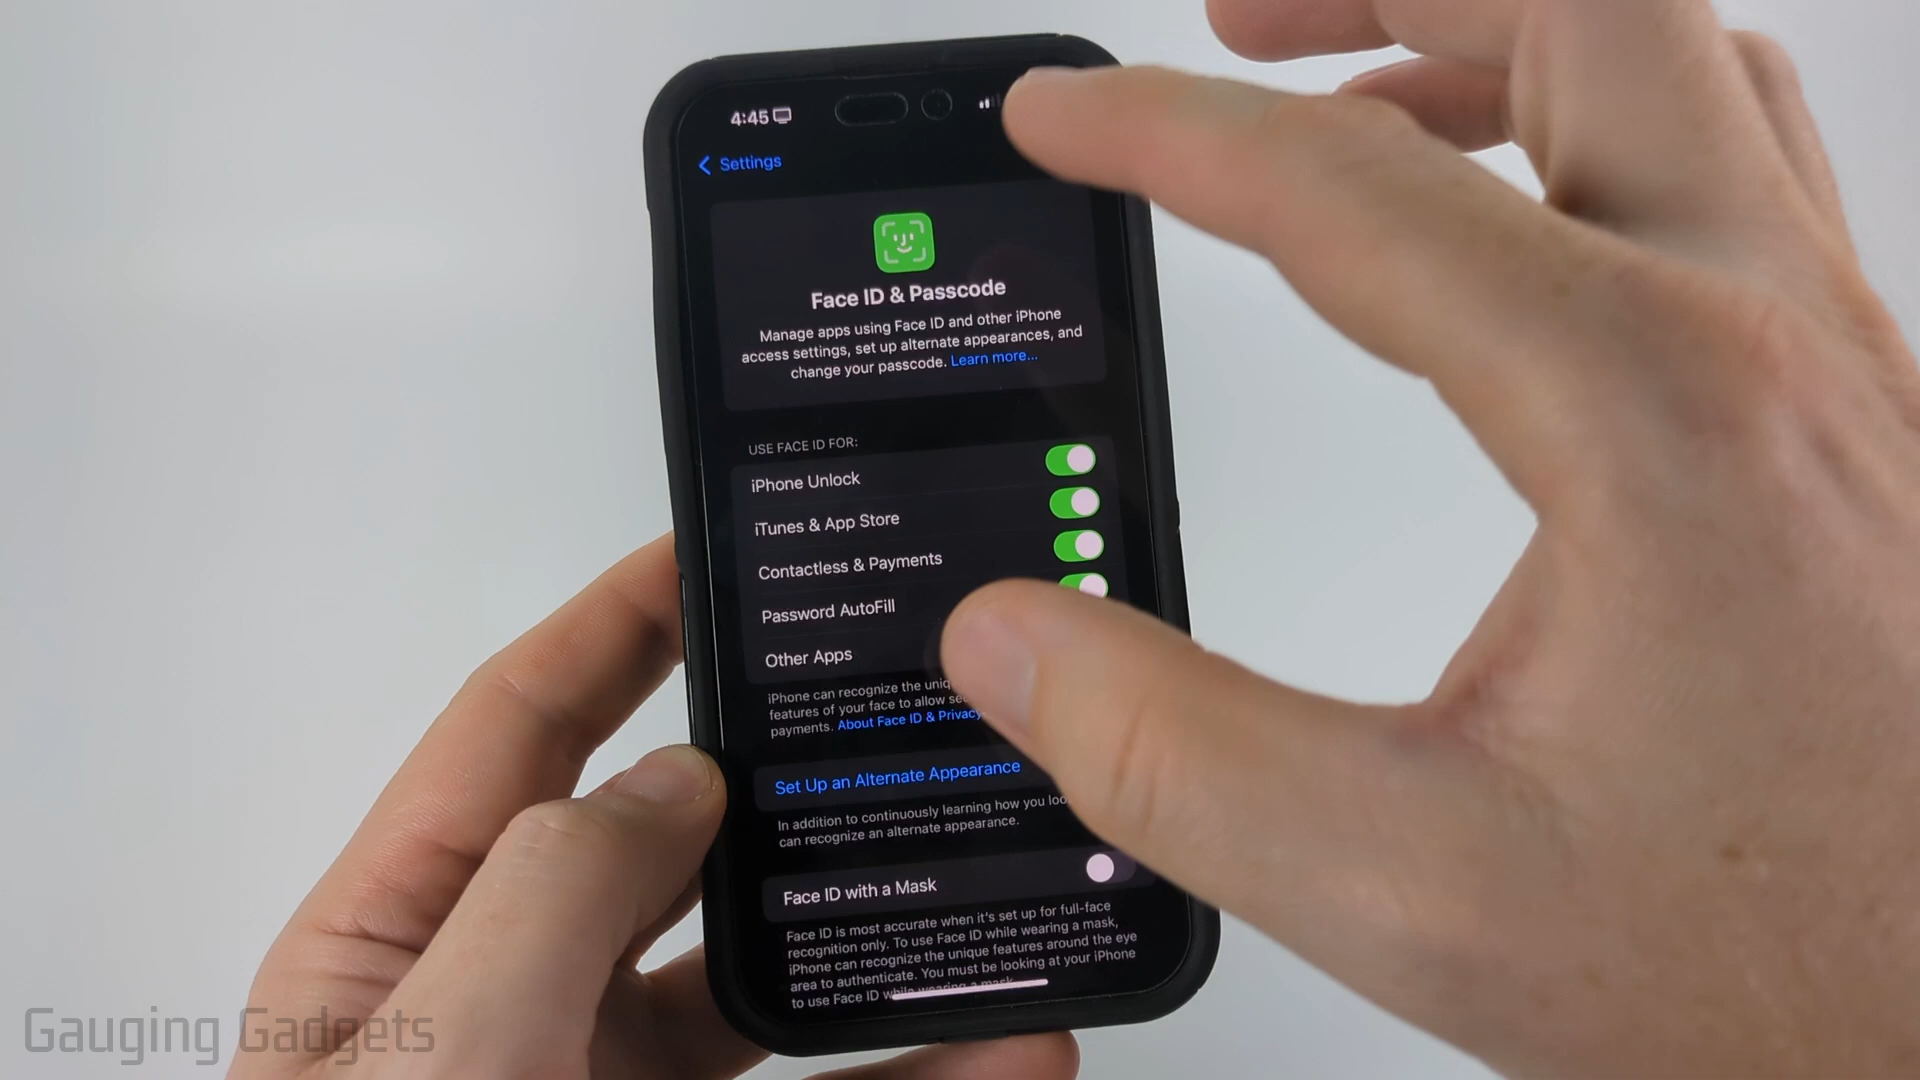 4:45
Settings
Face ID & Passcode
Manage apps using Face ID and other iPhone
access settings, set up alternate appearances, and
change your passcode. Learn more...
USE FACE ID FOR:
iPhone Unlock
iTunes & App Store
Contactless & Payments
Password AutoFill
Other Apps
iPhone can recognize the
features of your face to allow
payments. About Face ID & Privacy
Set Up an Alternate Appearance
In addition to continuously learning how you
can recognize an alternate appearance.
Face ID with a Mask
Face ID is most accurate when it's set up for full-face
recognition only. To use Face ID while wearing a mask,
iPhone can recognize the unique features around the eye
area to authenticate. You must be looking at your iPhone
to use Face ID while wearing a mask.
Gauging Gadgets